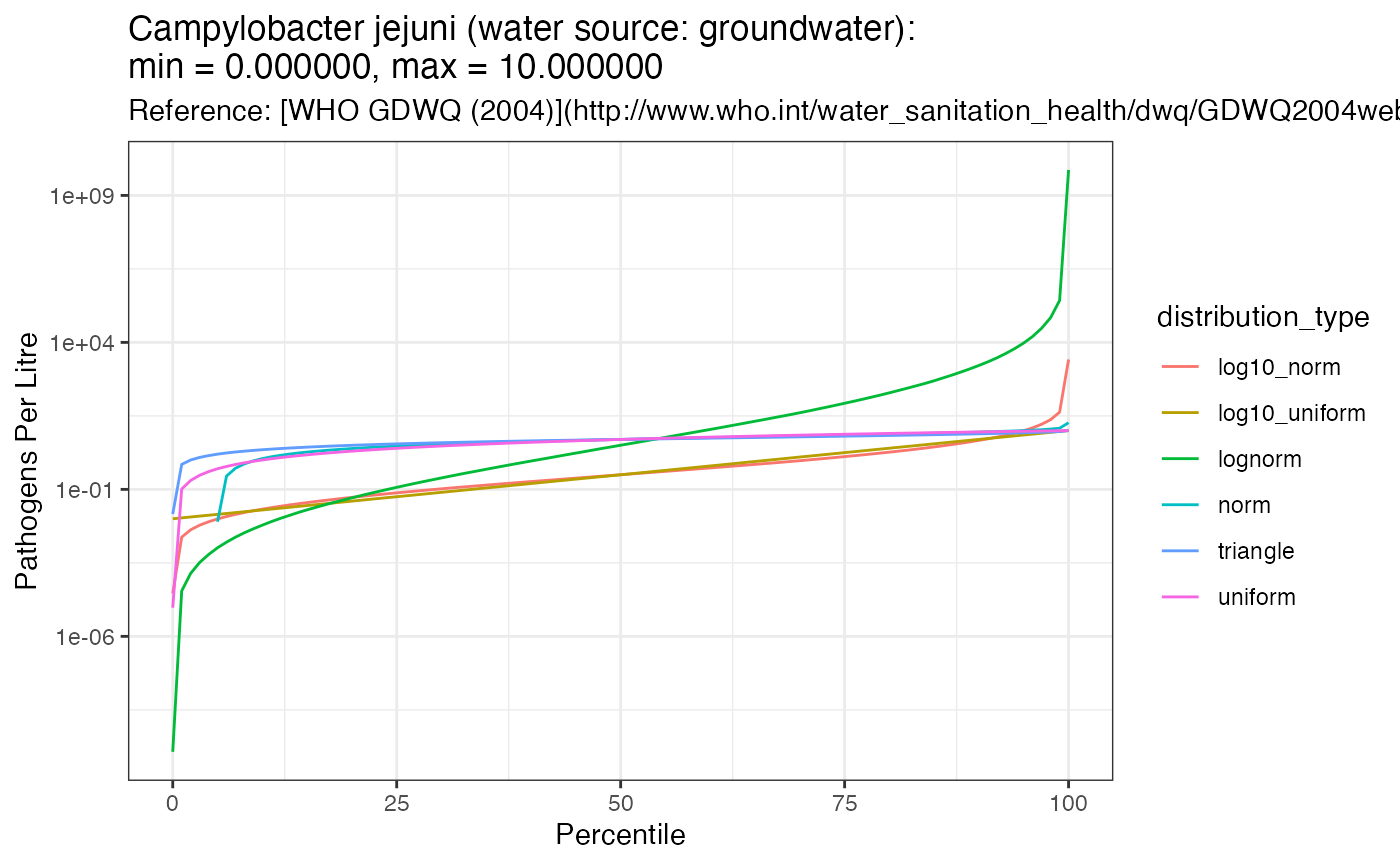 Campylobacter jejuni (water source: groundwater):
min = 0.000000, max = 10.000000
Reference: [WHO GDWQ (2004)](http://www.who.int/water_sanitation_health/dwq/GDWQ2004web
1e+09
1e+04
1e-01
1e-06
Pathogens Per Litre
0 25 50 75 100
Percentile
distribution_type
log10_norm
log10_uniform
lognorm
norm
triangle
uniform